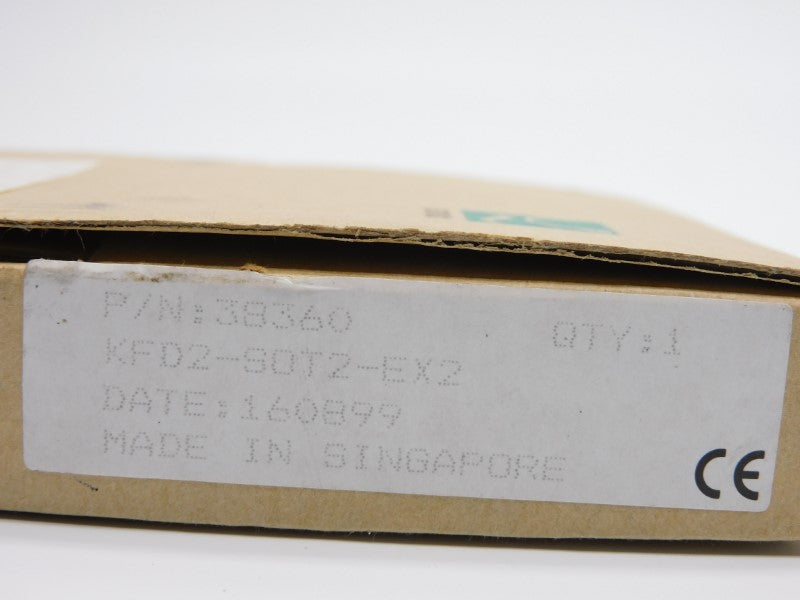 P/N:38360 QTY:1
KFD2-SOT2-EX2
DATE:160899
MADE IN SINGAPORE
CE